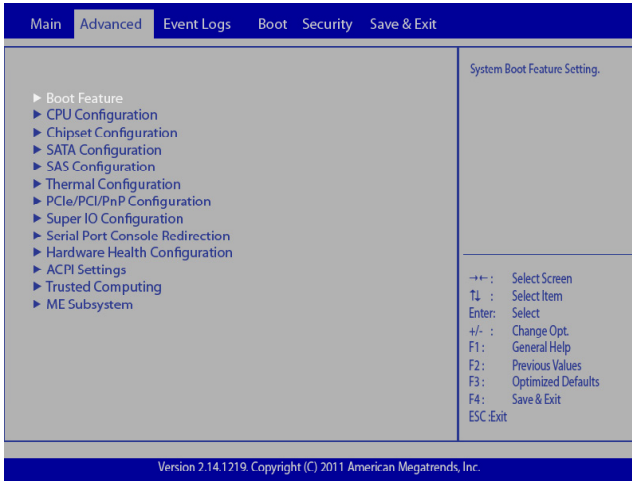 Main Advanced Event Logs Boot Security Save & Exit
System Boot Feature Setting.
► Boot Feature
► CPU Configuration
► Chipset Configuration
► SATA Configuration
► SAS Configuration
► Thermal Configuration
► PCIe/PCI/PnP Configuration
► Super IO Configuration
► Serial Port Console Redirection
► Hardware Health Configuration
► ACPI Settings
► Trusted Computing
► ME Subsystem
→←: Select Screen
↑↓ : Select Item
Enter: Select
+/- : Change Opt.
F1: General Help
F2: Previous Values
F3: Optimized Defaults
F4: Save & Exit
ESC :Exit
Version 2.14.1219. Copyright (C) 2011 American Megatrends, Inc.